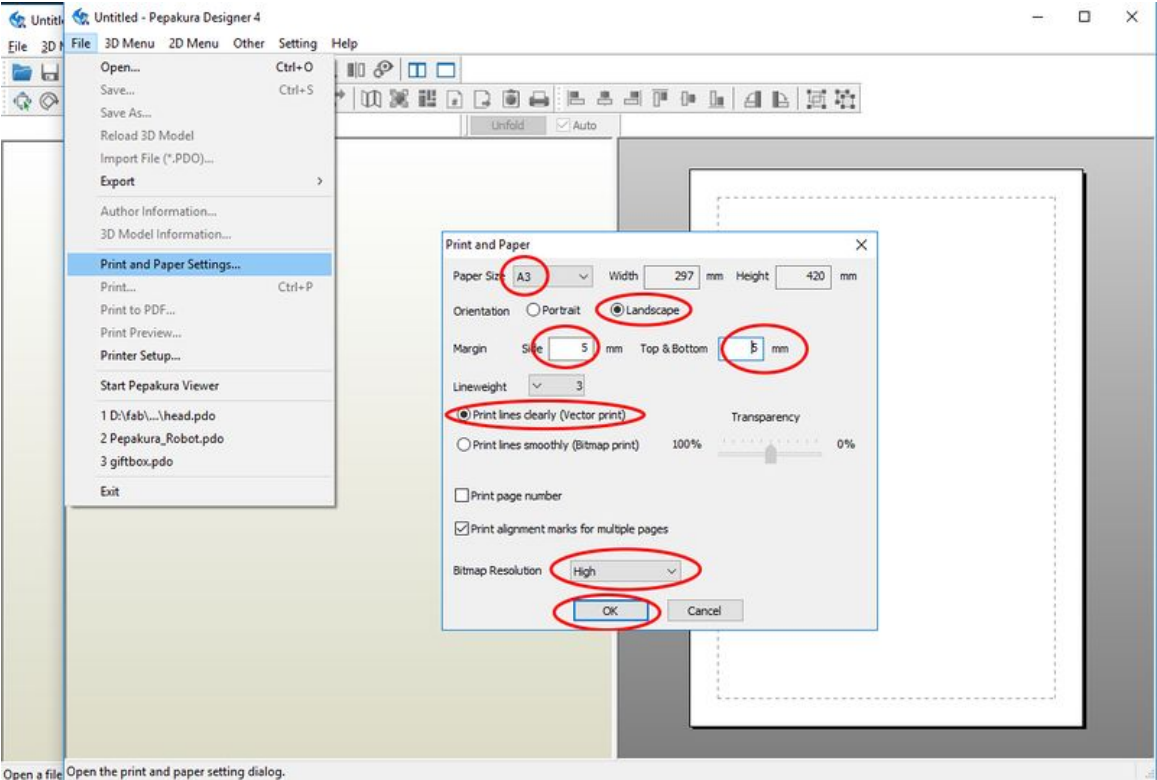 Untitl
Untitled - Pepakura Designer 4
File 3D
File 3D Menu 2D Menu Other Setting Help
Open... Ctrl+O
Save... Ctrl+S
Save As...
Reload 3D Model
Import File (*.PDO)...
Export
Author Information...
3D Model Information...
Print and Paper Settings...
Print... Ctrl+P
Print to PDF...
Print Preview...
Printer Setup...
Start Pepakura Viewer
1 D:\fab\...\head.pdo
2 Pepakura_Robot.pdo
3 giftbox.pdo
Exit
Unfold Auto
Print and Paper
Paper Size A3 Width 297 mm Height 420 mm
Orientation Portrait Landscape
Margin Side 5 mm Top & Bottom 5 mm
Lineweight 3
Print lines clearly (Vector print) Transparency
Print lines smoothly (Bitmap print) 100% 0%
Print page number
Print alignment marks for multiple pages
Bitmap Resolution High
OK Cancel
Open a file
Open the print and paper setting dialog.